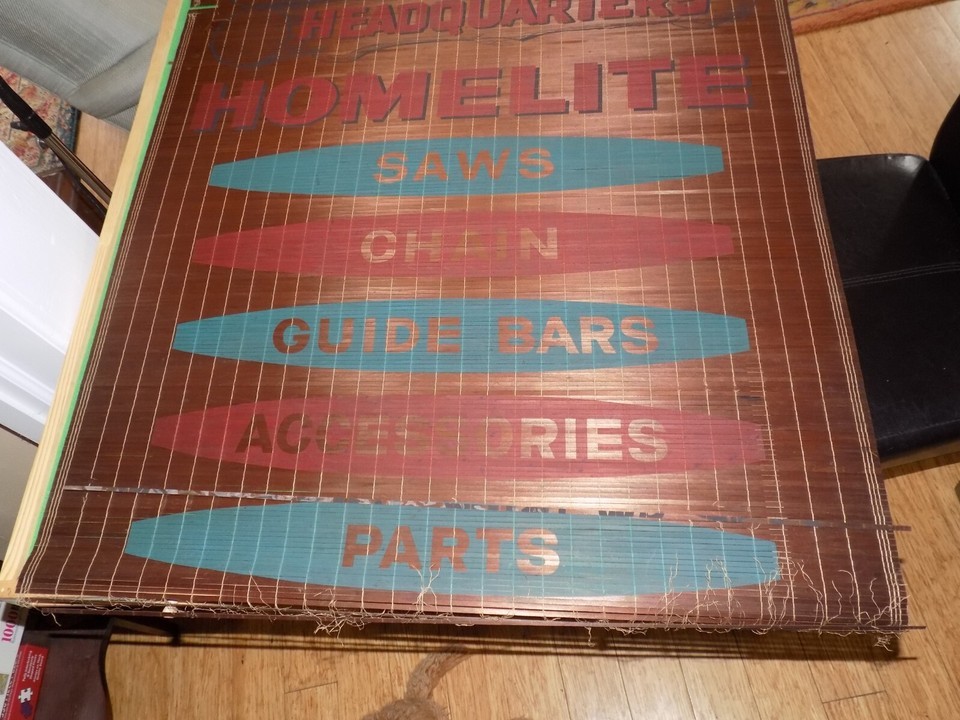 HEADQUARTERS
HOMELITE
SAWS
CHAIN
GUIDE BARS
ACCESSORIES
PARTS